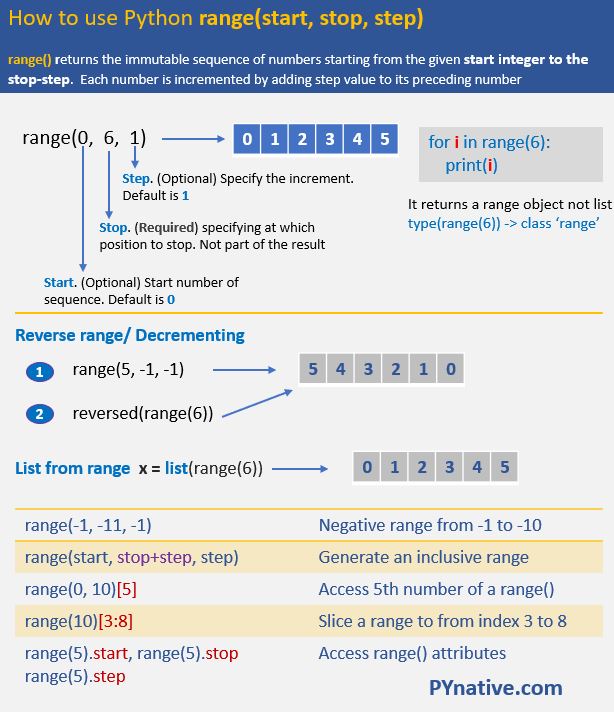 How to use Python range(start, stop, step)
range() returns the immutable sequence of numbers starting from the given start integer to the
stop-step. Each number is incremented by adding step value to its preceding number
range(0, 6, 1)
0 1 2 3 4 5
for i in range(6):
print(i)
Step. (Optional) Specify the increment.
Default is 1
It returns a range object not list
type(range(6)) -> class ‘range’
Stop. (Required) specifying at which
position to stop. Not part of the result
Start. (Optional) Start number of
sequence. Default is 0
Reverse range/ Decrementing
1 range(5, -1, -1)
5 4 3 2 1 0
2 reversed(range(6))
List from range x = list(range(6))
0 1 2 3 4 5
range(-1, -11, -1) Negative range from -1 to -10
range(start, stop+step, step) Generate an inclusive range
range(0, 10)[5] Access 5th number of a range()
range(10)[3:8] Slice a range to from index 3 to 8
range(5).start, range(5).stop Access range() attributes
range(5).step
PYnative.com